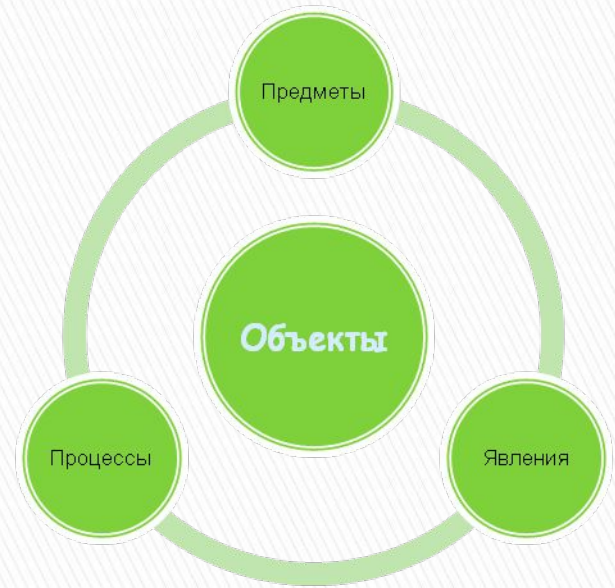 Предметы
Объекты
Процессы
Явления